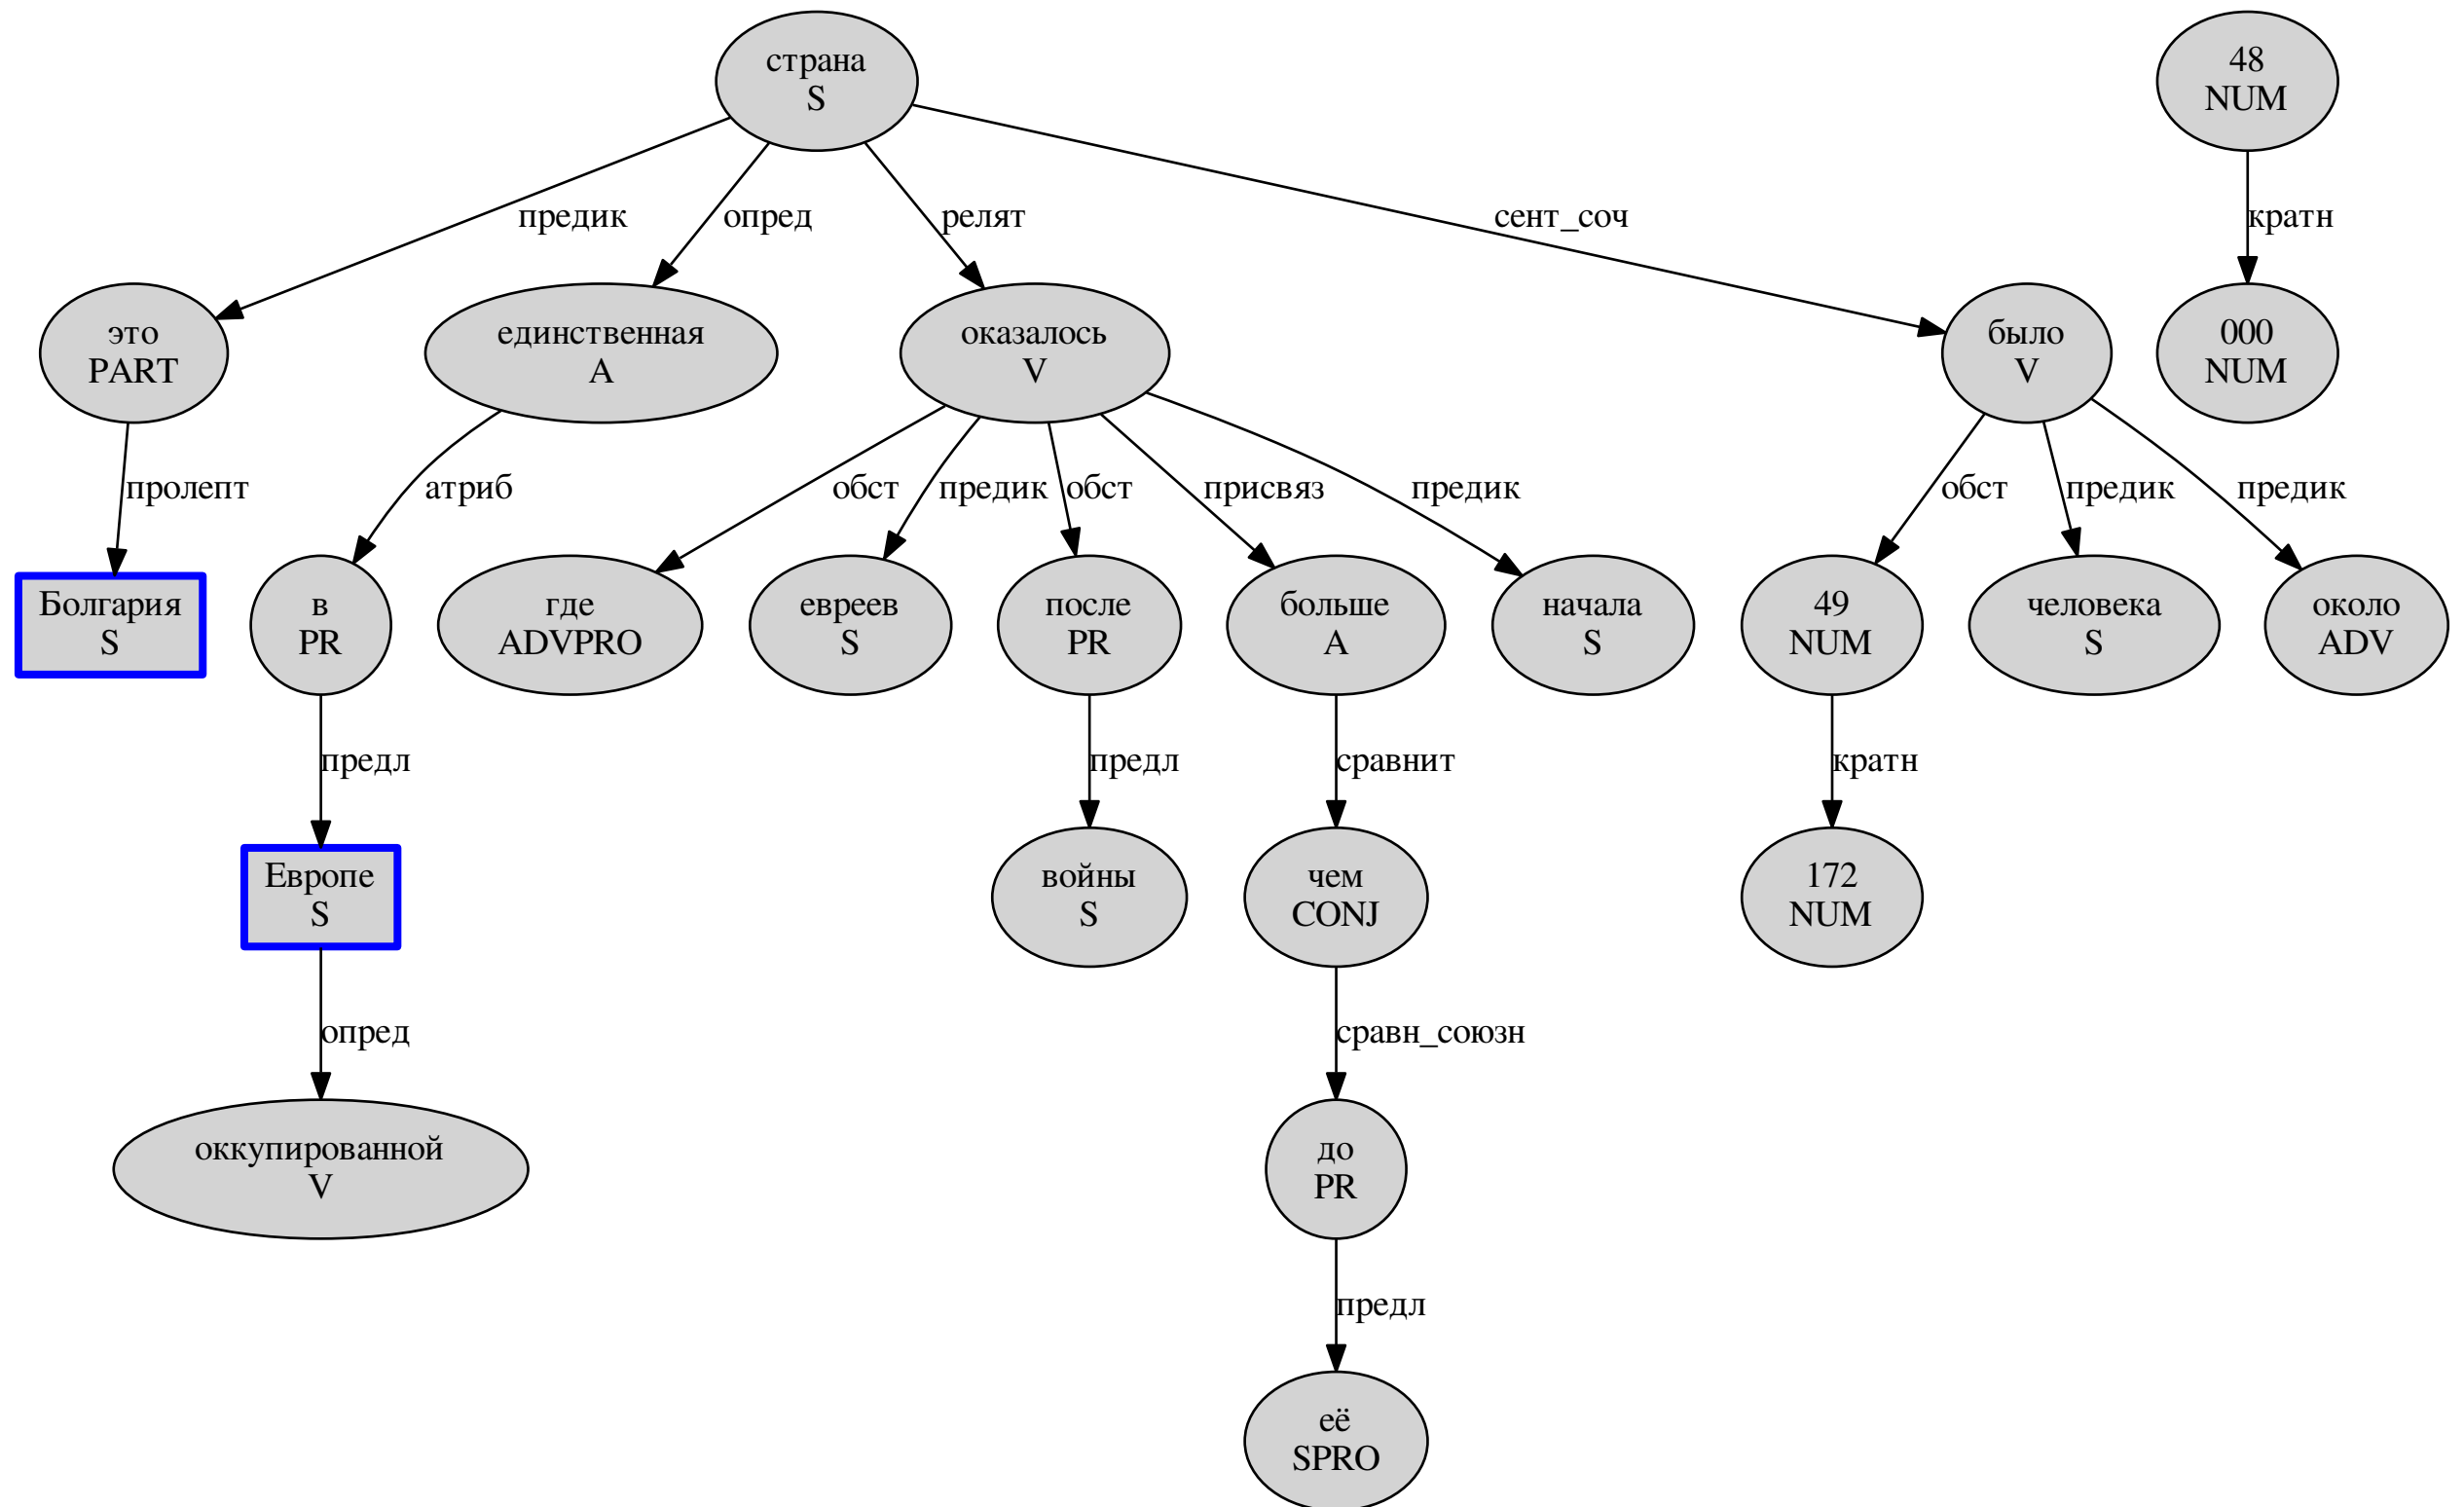 страна
S
48
NUM
предик
опред
релят
сент_соч
кратн
это
PART
единственная
A
оказалось
V
было
V
000
NUM
пролепт
атриб
обст
предик
обст
присвяз
предик
обст
предик
предик
Болгария
S
в
PR
где
ADVPRO
евреев
S
после
PR
больше
A
начала
S
49
NUM
человека
S
около
ADV
предл
предл
сравнит
кратн
Европе
S
войны
S
чем
CONJ
172
NUM
опред
сравн_союзн
оккупированной
V
до
PR
предл
её
SPRO